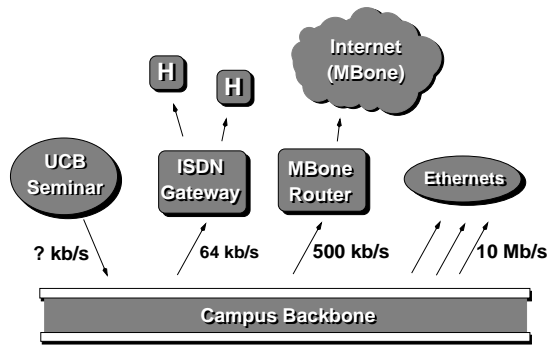 Internet
(MBone)
H
H
UCB
Seminar
ISDN
Gateway
MBone
Router
Ethernets
? kb/s
64 kb/s
500 kb/s
10 Mb/s
Campus Backbone